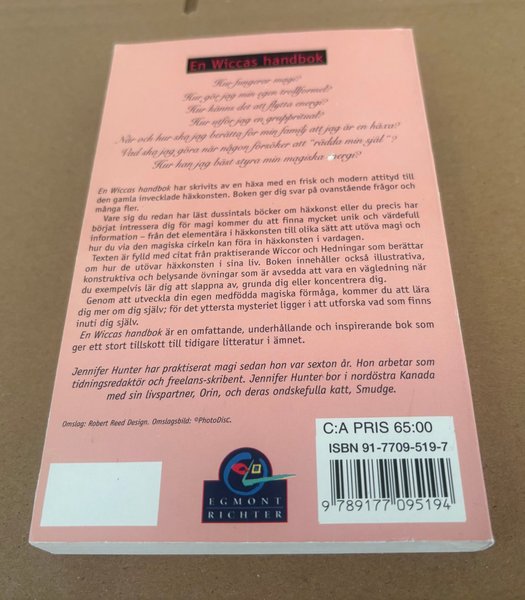 En Wiccas handbok
Hur fungerar magi?
Hur gör jag min egen trollformel?
Hur känns det att flytta energi?
Hur utför jag en gruppritual?
När och hur ska jag berätta för min familj att jag är en häxa?
Vad ska jag göra när någon försöker att "rädda min själ"?
Hur kan jag bäst styra min magiska energi?
En Wiccas handbok har skrivits av en häxa med en frisk och modern attityd till
den gamla invecklade häxkonsten. Boken ger dig svar på ovanstående frågor och
många fler.
Vare sig du redan har läst dussintals böcker om häxkonst eller du precis har
börjat intressera dig för magi kommer du att finna mycket unik och värdefull
information – från det elementära i häxkonsten till olika sätt att utöva magi och
hur du via den magiska cirkeln kan föra in häxkonsten i vardagen.
Texten är fylld med citat från praktiserande Wiccor och Hedningar som berättar
om hur de utövar häxkonsten i sina liv. Boken innehåller också illustrativa,
konstruktiva och belysande övningar som är avsedda att vara en vägledning när
du exempelvis lär dig att slappna av, grunda dig eller koncentrera dig.
Genom att utveckla din egen medfödda magiska förmåga, kommer du att lära
dig mer om dig själv; för det yttersta mysteriet ligger i att utforska vad som finns
inuti dig själv.
En Wiccas handbok är en omfattande, underhållande och inspirerande bok som
ger ett stort tillskott till tidigare litteratur i ämnet.
Jennifer Hunter har praktiserat magi sedan hon var sexton år. Hon arbetar som
tidningsredaktör och freelans-skribent. Jennifer Hunter bor i nordöstra Kanada
med sin livspartner, Orin, och deras ondskefulla katt, Smudge.
Omslag: Robert Reed Design. Omslagsbild: ©PhotoDisc.
C:A PRIS 65:00
ISBN 91-7709-519-7
9 789177 095194
EGMONT
RICHTER